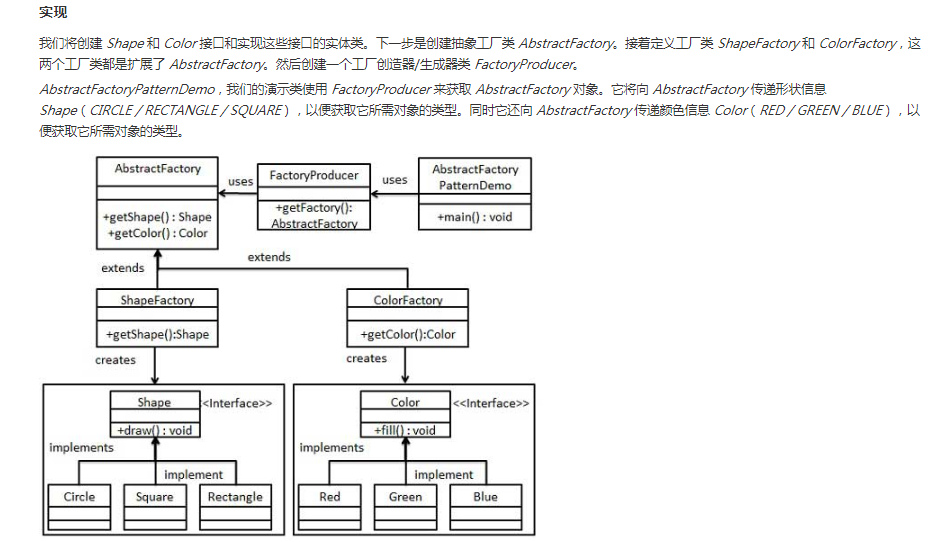 实现
我们将创建 Shape 和 Color 接口和实现这些接口的实体类。下一步是创建抽象工厂类 AbstractFactory。接着定义工厂类 ShapeFactory 和 ColorFactory，这
两个工厂类都是扩展了 AbstractFactory。然后创建一个工厂创造器/生成器类 FactoryProducer。
AbstractFactoryPatternDemo，我们的演示类使用 FactoryProducer 来获取 AbstractFactory 对象。它将向 AbstractFactory 传递形状信息
Shape（CIRCLE / RECTANGLE / SQUARE），以便获取它所需对象的类型。同时它还向 AbstractFactory 传递颜色信息 Color（RED / GREEN / BLUE），以
便获取它所需对象的类型。
AbstractFactory
+getShape() : Shape
+getColor() : Color
uses
FactoryProducer
+getFactory():
AbstractFactory
uses
AbstractFactory
PatternDemo
+main() : void
extends
extends
ShapeFactory
+getShape():Shape
ColorFactory
+getColor():Color
creates
creates
Shape
<<Interface>>
+draw() : void
implements
implement
Circle
Square
Rectangle
Color
<<Interface>>
+fill() : void
implements
implement
Red
Green
Blue